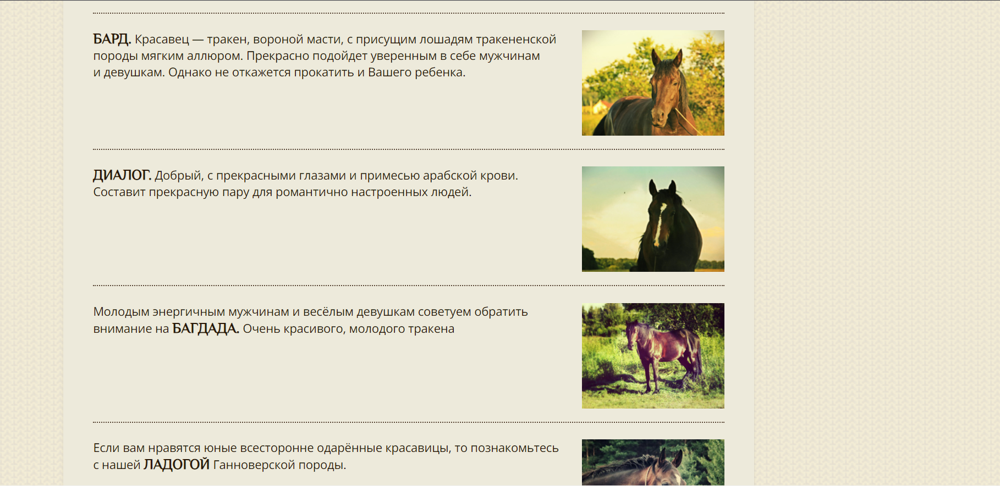 БАРД. Красавец — тракен, вороной масти, с присущим лошадям тракененской
породы мягким аллюром. Прекрасно подойдет уверенным в себе мужчинам
и девушкам. Однако не откажется прокатить и Вашего ребенка.
ДИАЛОГ. Добрый, с прекрасными глазами и примесью арабской крови.
Составит прекрасную пару для романтично настроенных людей.
Молодым энергичным мужчинам и весёлым девушкам советуем обратить
внимание на БАГДАДА. Очень красивого, молодого тракена
Если вам нравятся юные всесторонне одарённые красавицы, то познакомьтесь
с нашей ЛАДОГОЙ Ганноверской породы.